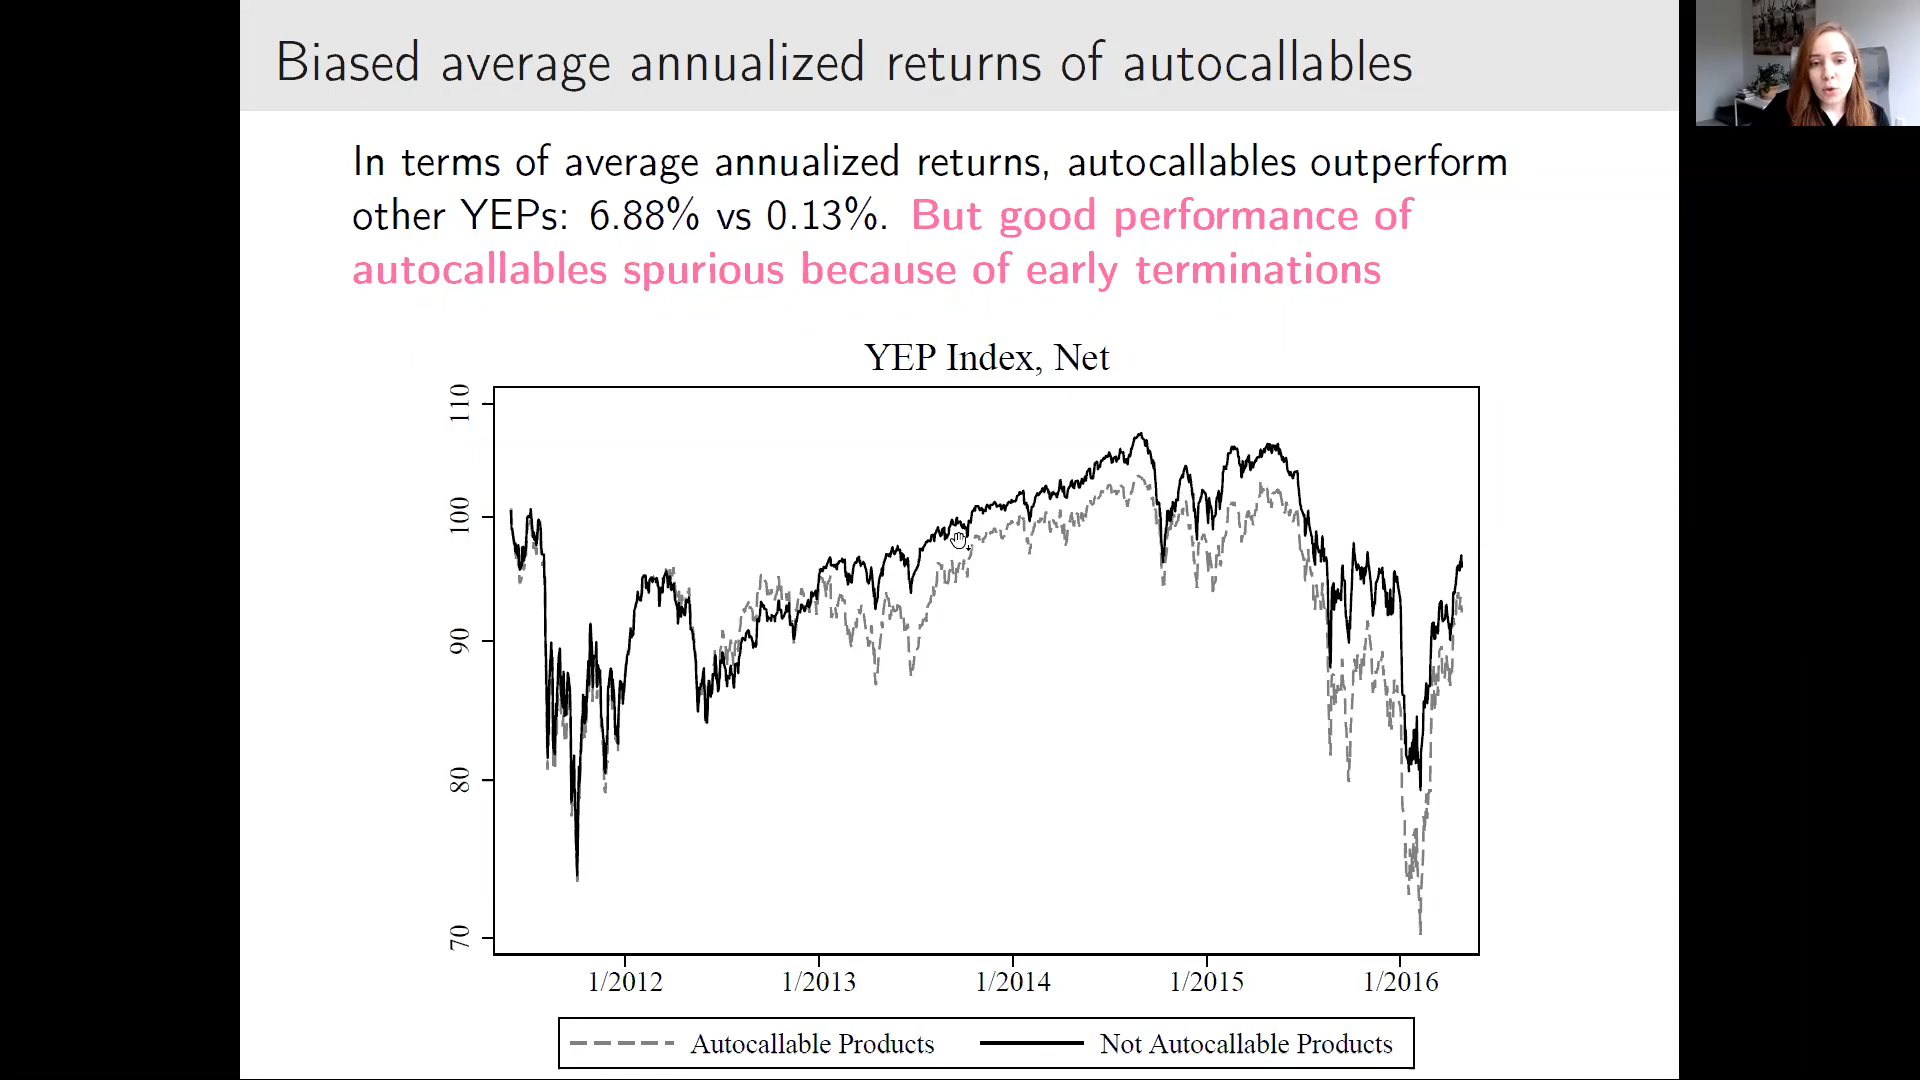 Biased average annualized returns of autocallables
In terms of average annualized returns, autocallables outperform
other YEPs: 6.88% vs 0.13%. But good performance of
autocallables spurious because of early terminations
YEP Index, Net
110
100
90
80
70
1/2012
1/2013
1/2014
1/2015
1/2016
Autocallable Products
Not Autocallable Products